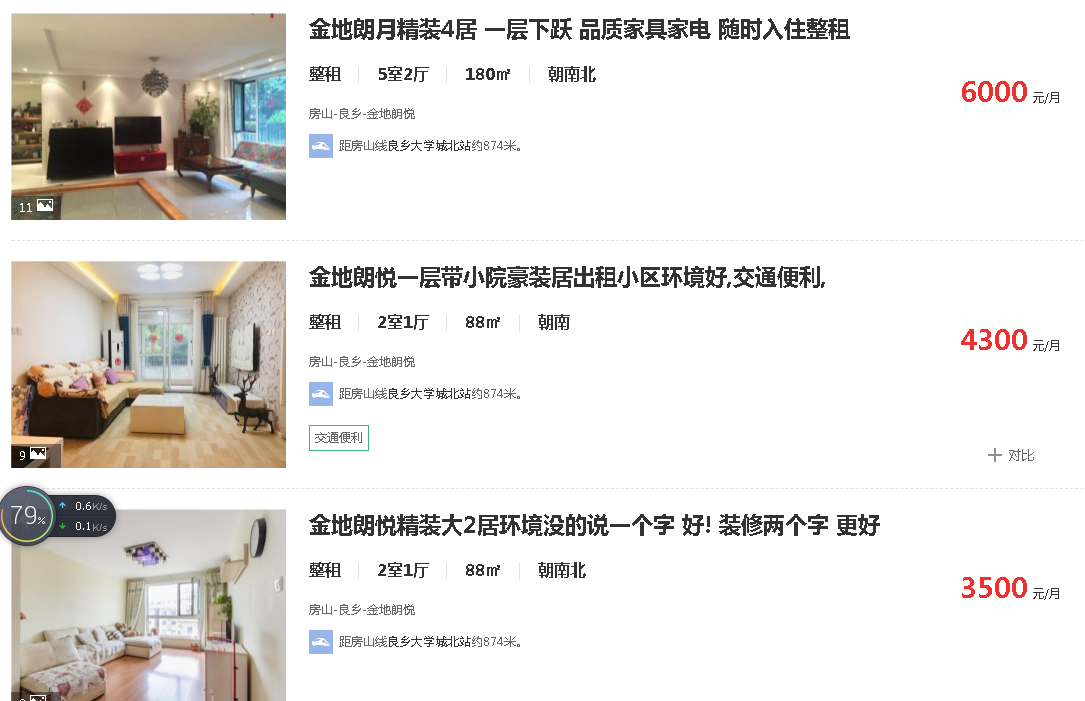 金地朗月精装4居 一层下跃 品质家具家电 随时入住整租
整租 5室2厅 180㎡ 朝南北
6000 元/月
房山-良乡-金地朗悦
距房山线良乡大学城北站约874米。
11
金地朗悦一层带小院豪装居出租小区环境好,交通便利,
整租 2室1厅 88㎡ 朝南
4300 元/月
房山-良乡-金地朗悦
距房山线良乡大学城北站约874米。
交通便利
9
对比
79%
0.6K/s
0.1K/s
金地朗悦精装大2居环境没的说一个字 好! 装修两个字 更好
整租 2室1厅 88㎡ 朝南北
3500 元/月
房山-良乡-金地朗悦
距房山线良乡大学城北站约874米。